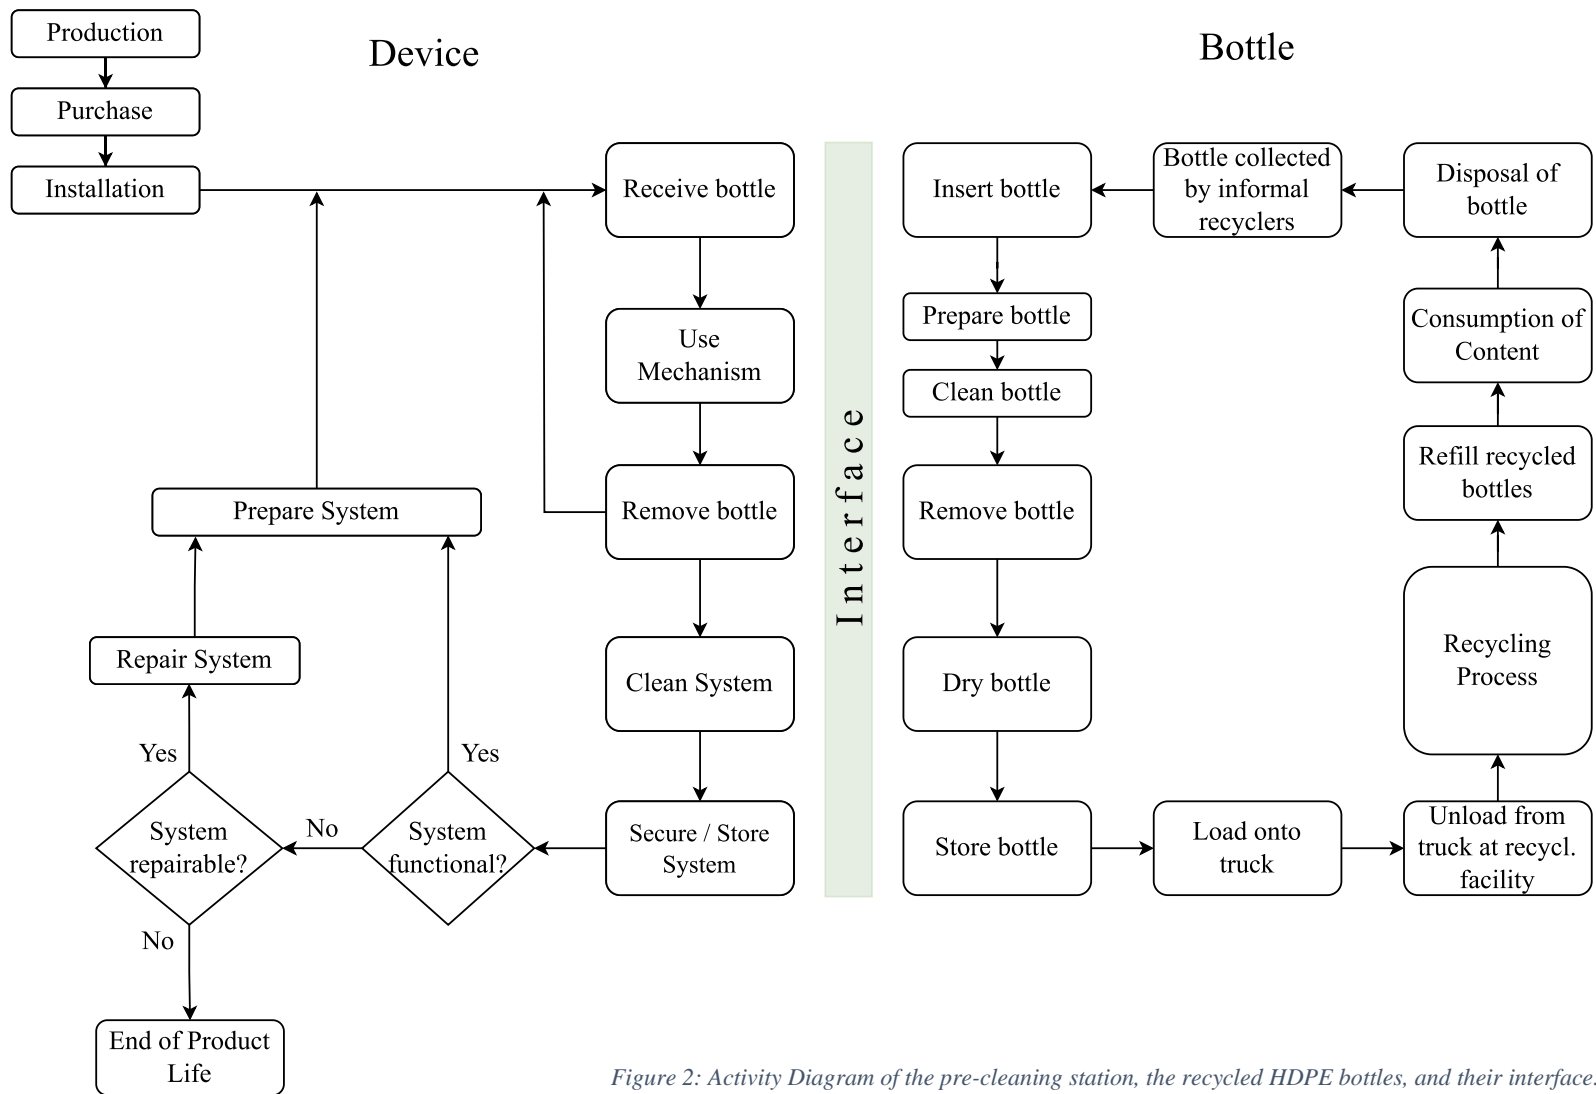 Production
Device
Bottle
Purchase
Installation
Receive bottle
Use
Mechanism
Prepare System
Remove bottle
Repair System
Clean System
Yes
Yes
System
repairable?
No
System
functional?
Secure / Store
System
No
End of Product
Life
Interface
Insert bottle
Bottle collected
by informal
recyclers
Disposal of
bottle
Prepare bottle
Consumption of
Content
Clean bottle
Refill recycled
bottles
Remove bottle
Recycling
Process
Dry bottle
Store bottle
Load onto
truck
Unload from
truck at recycl.
facility
Figure 2: Activity Diagram of the pre-cleaning station, the recycled HDPE bottles, and their interface.